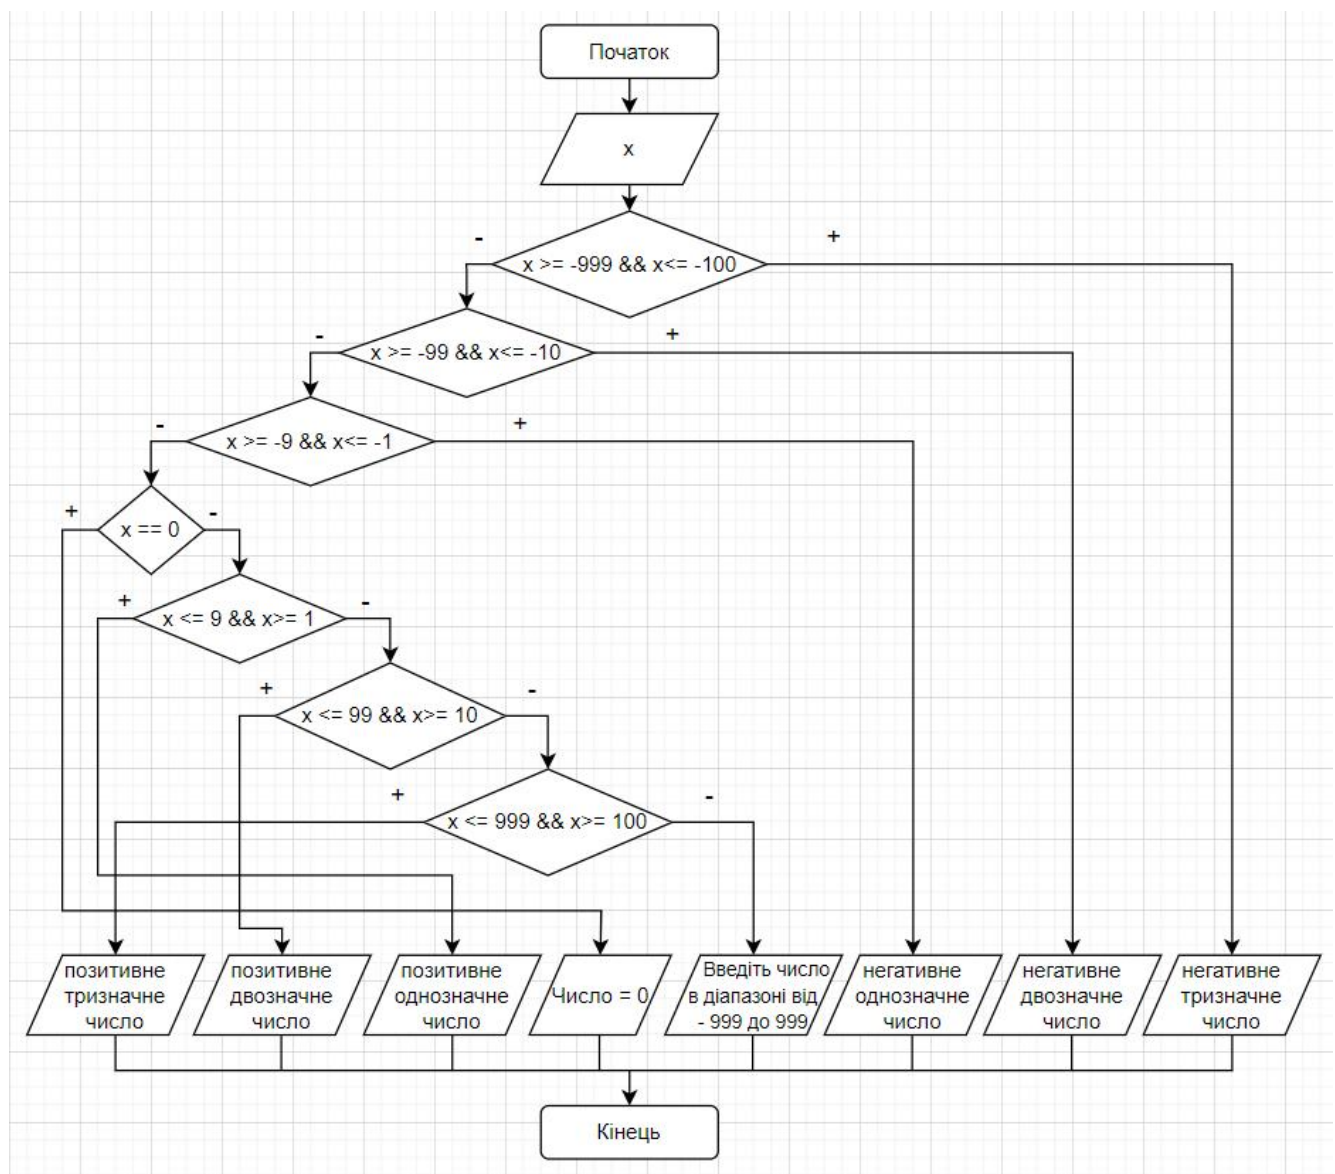 Початок
x
-
+
x >= -999 && x<= -100
-
+
x >= -99 && x<= -10
-
+
x >= -9 && x<= -1
+
-
x == 0
+
-
x <= 9 && x>= 1
+
-
x <= 99 && x>= 10
+
-
x <= 999 && x>= 100
позитивне
тризначне
число
позитивне
двозначне
число
позитивне
однозначне
число
Число = 0
Введіть число
в діапазоні від
- 999 до 999
негативне
однозначне
число
негативне
двозначне
число
негативне
тризначне
число
Кінець